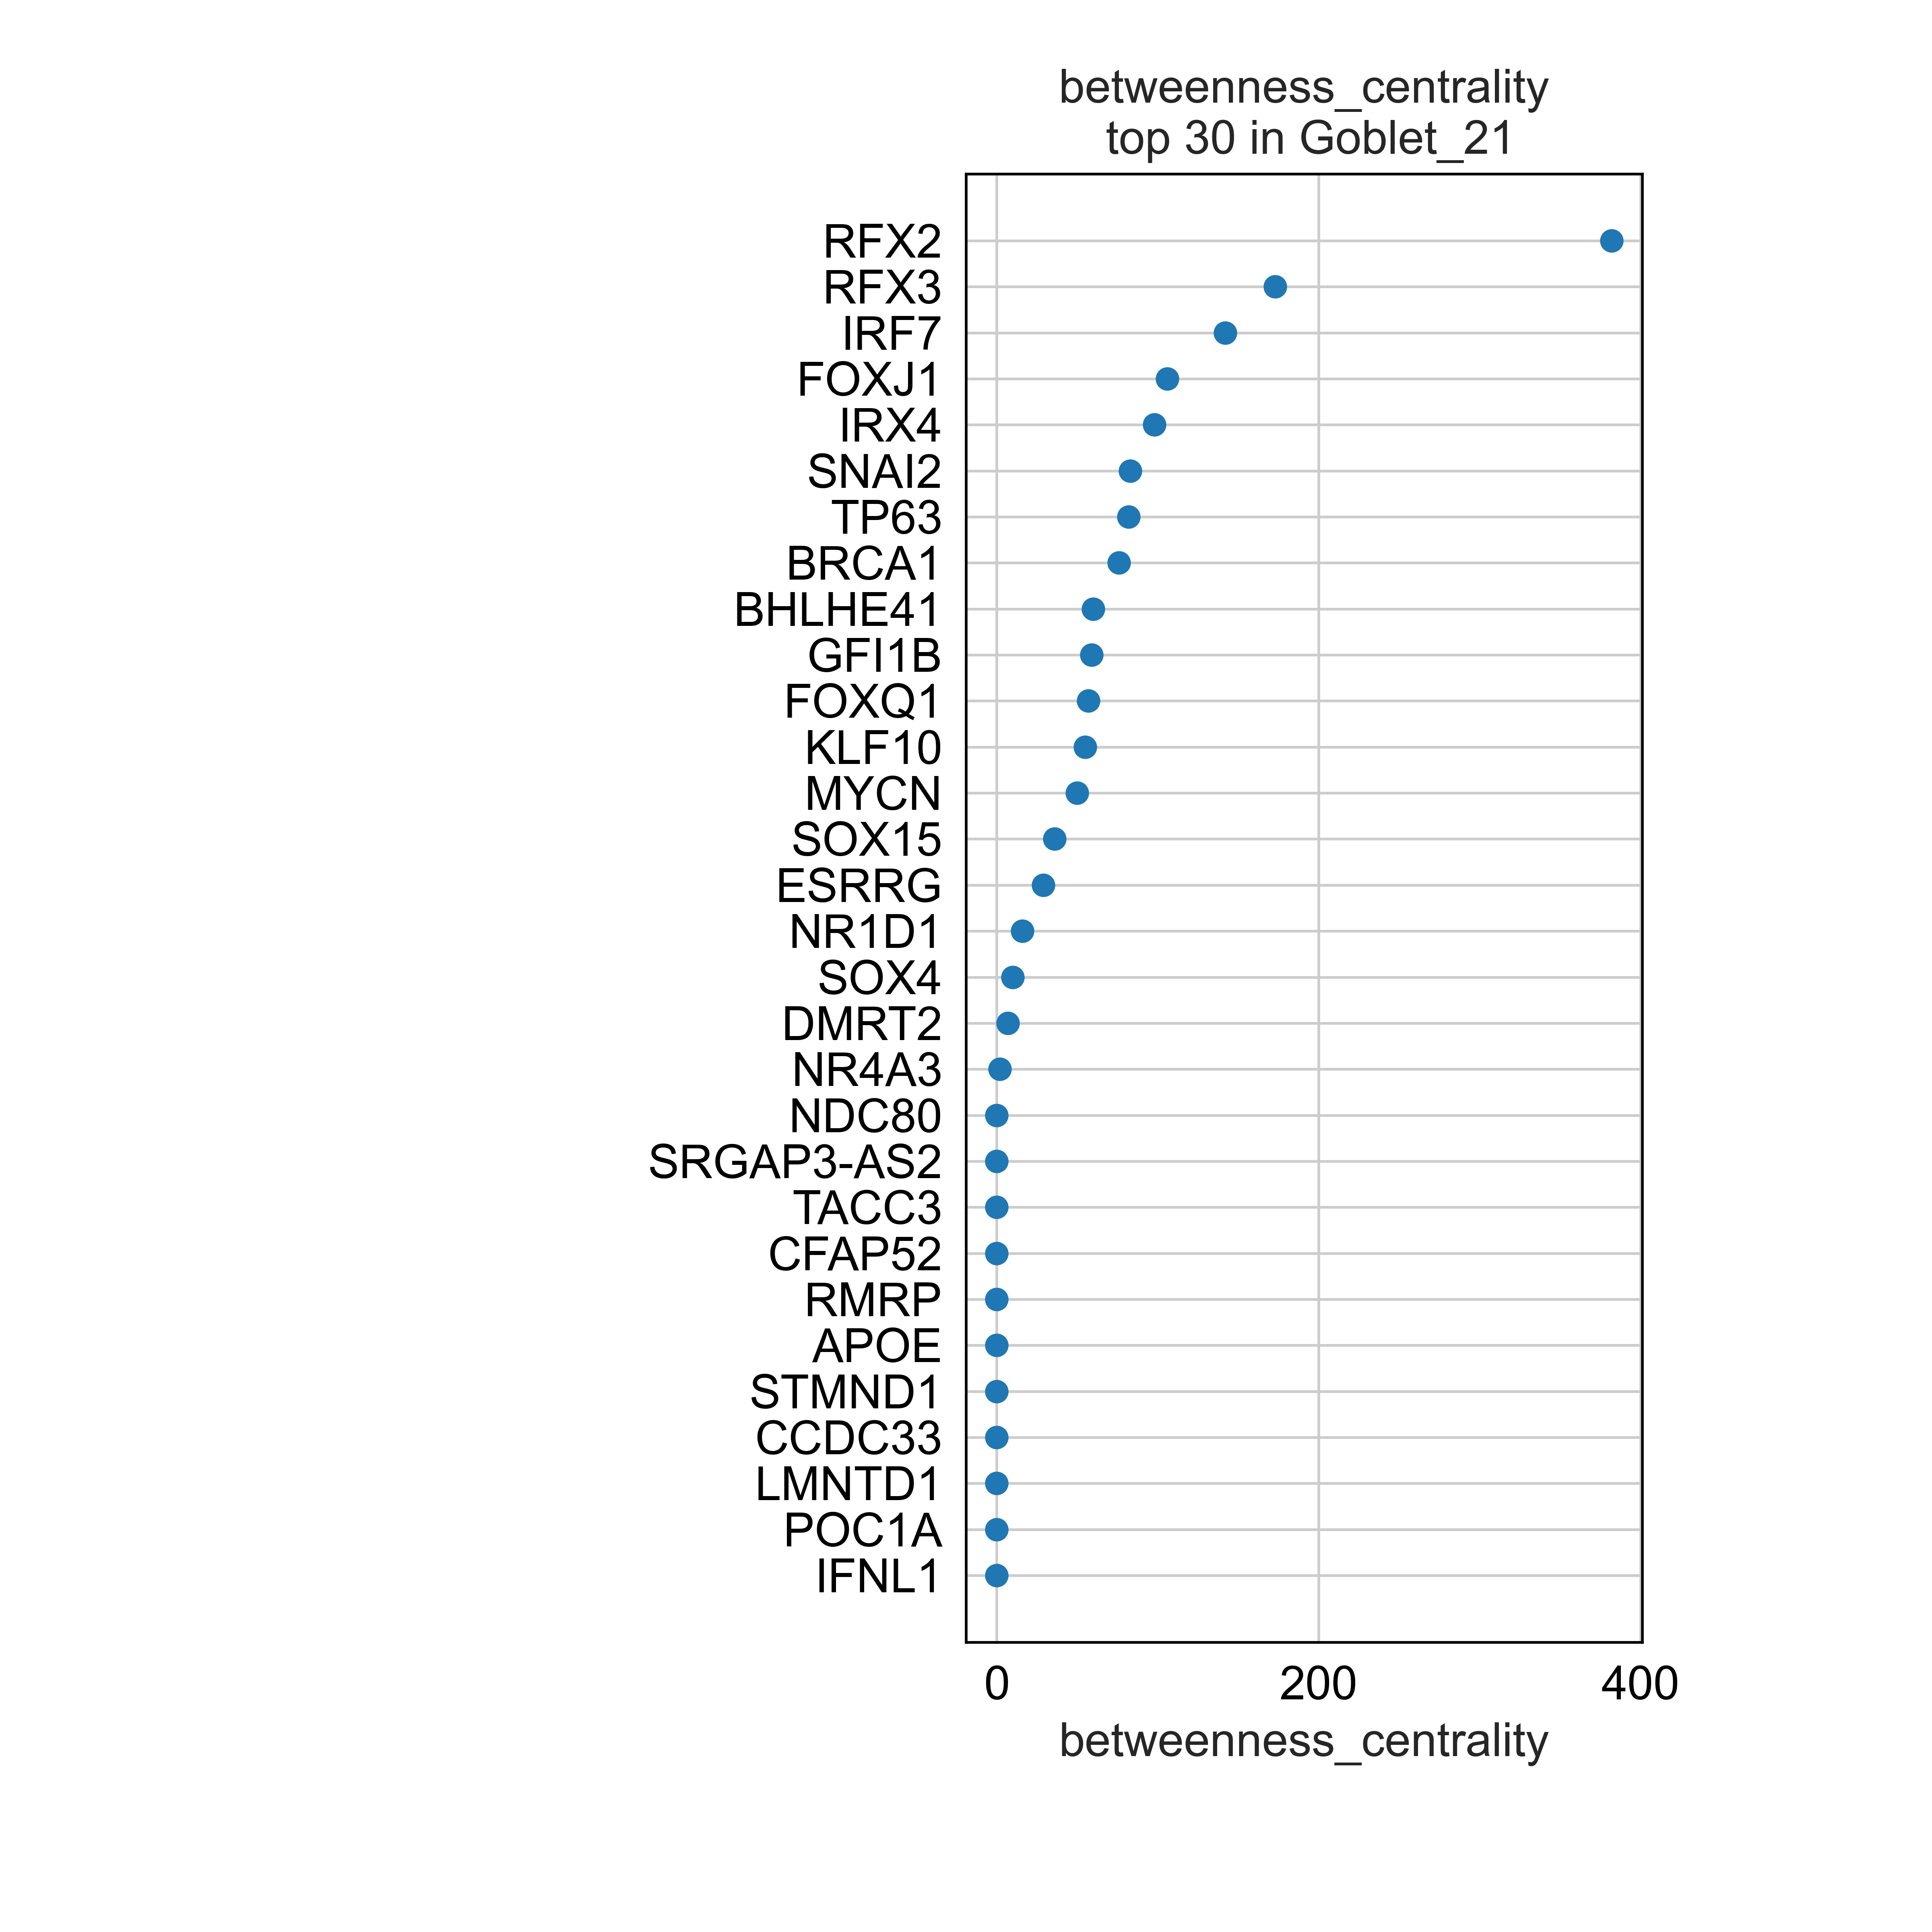 betweenness_centrality
top 30 in Goblet_21
RFX2
RFX3
IRF7
FOXJ1
IRX4
SNAI2
TP63
BRCA1
BHLHE41
GFI1B
FOXQ1
KLF10
MYCN
SOX15
ESRRG
NR1D1
SOX4
DMRT2
NR4A3
NDC80
SRGAP3-AS2
TACC3
CFAP52
RMRP
APOE
STMND1
CCDC33
LMNTD1
POC1A
IFNL1
0 200 400
betweenness_centrality